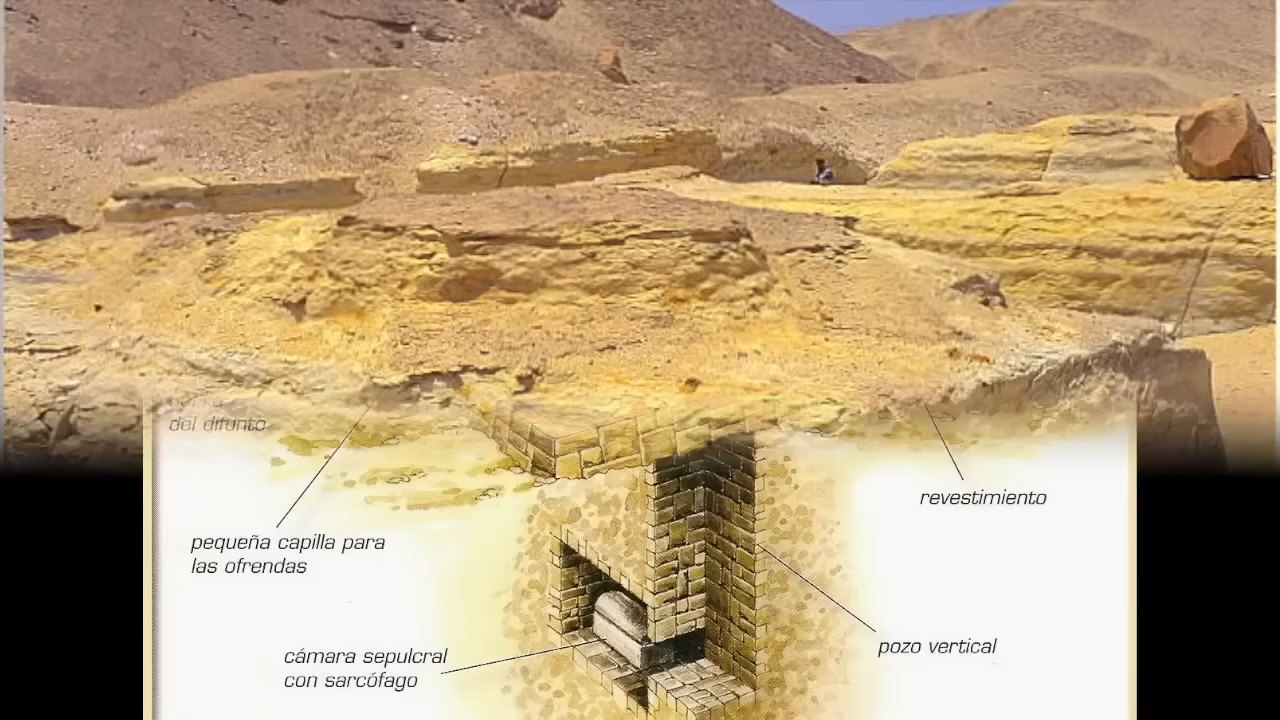 del difunto
revestimiento
pequeña capilla para
las ofrendas
cámara sepulcral
con sarcófago
pozo vertical